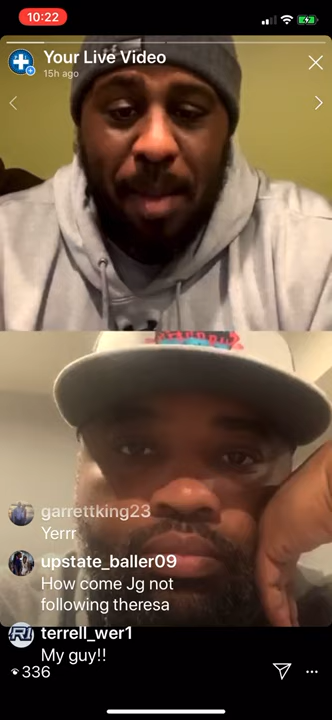 10:22
Your Live Video
15h ago
garrettking23
Yerrr
upstate_baller09
How come Jg not
following theresa
terrell_wer1
My guy!!
336